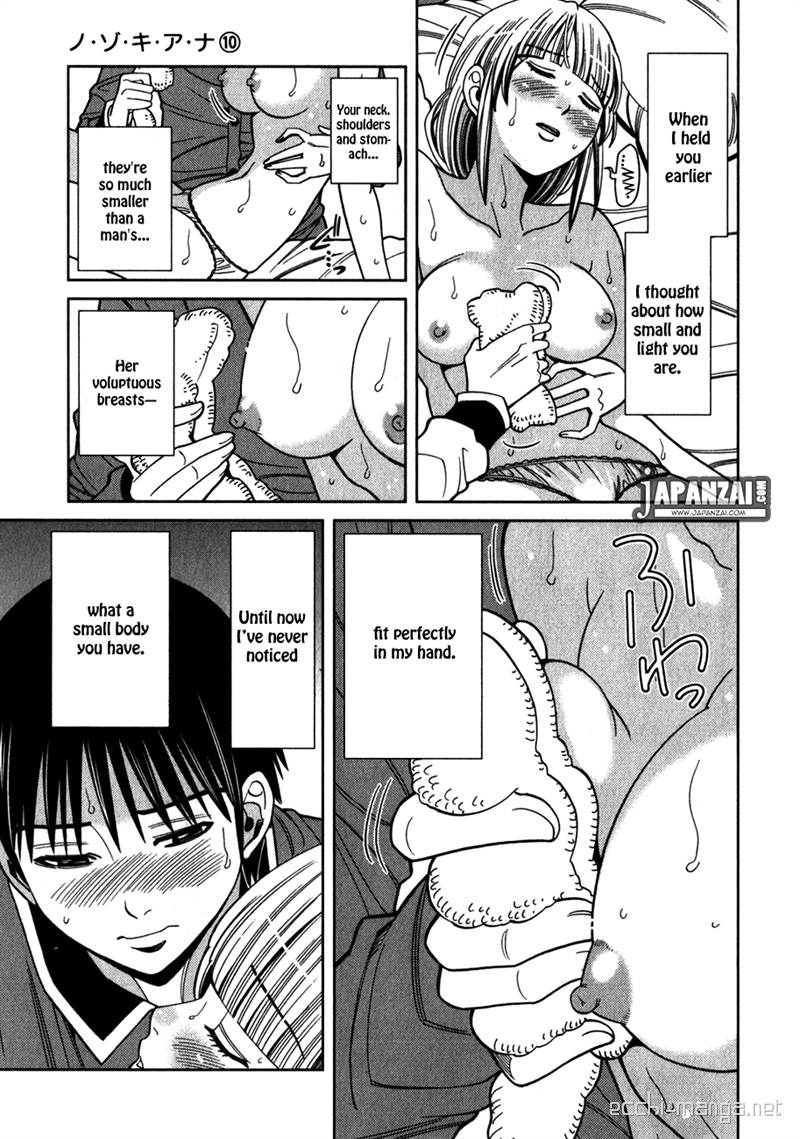 ノ・ゾ・キ・ア・ナ⑩
When
I held
you
earlier
I thought
about how
small and
light you
are.
Your neck,
shoulders
and stom-
ach...
they're
so much
smaller
than a
man's...
Her
voluptuous
breasts—
JAPANZAI.com
WWW.JAPANZAI.COM
fit perfectly
in my hand.
ふ
Until now
I've never
noticed
what a
small body
you have.
ecchi-manga.net